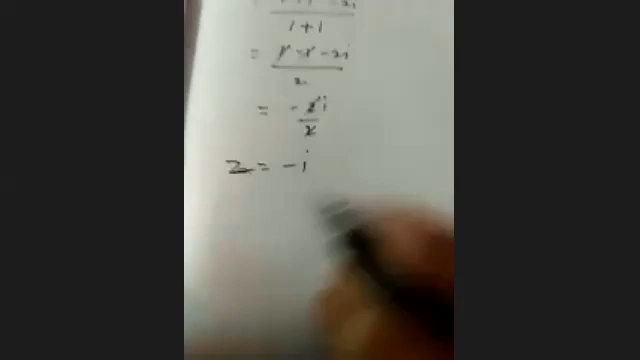 1+1
= 1-1-2i
2
= -2i
2
z = -i